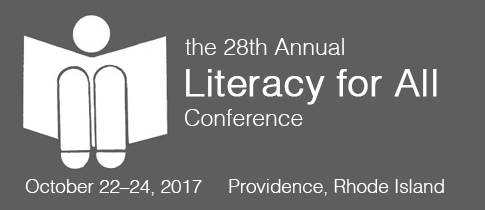 the 28th Annual
Literacy for All
Conference
October 22–24, 2017 Providence, Rhode Island